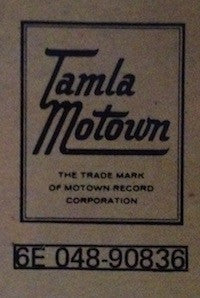 Tamla
Motown
THE TRADE MARK
OF MOTOWN RECORD
CORPORATION
6E 048-90836